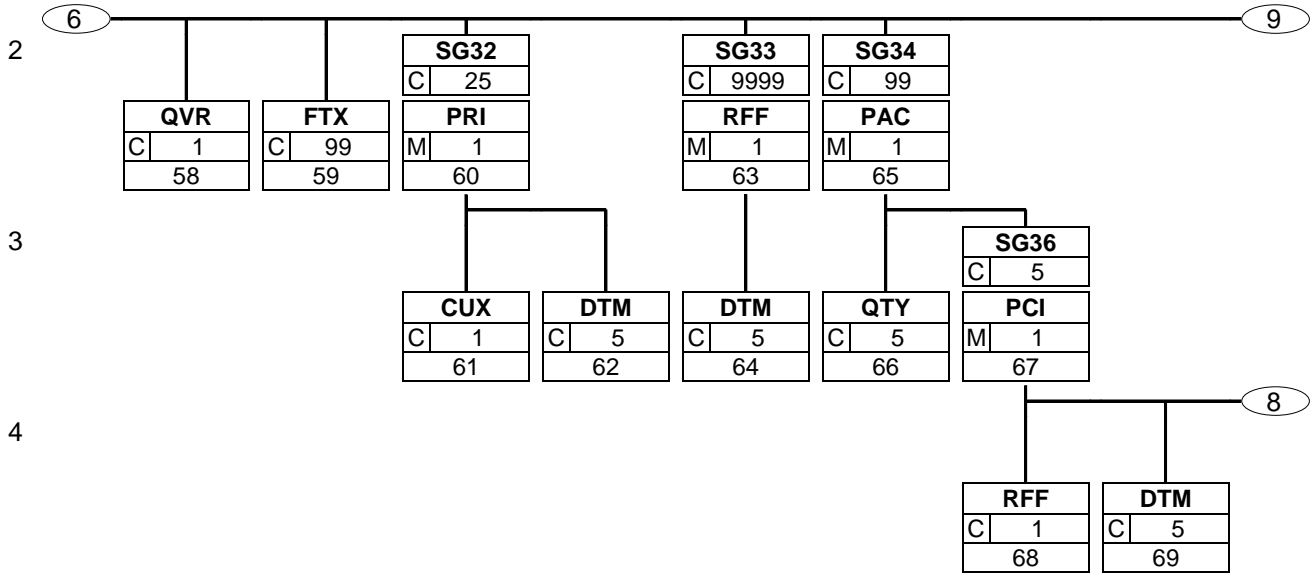 6 9
2 SG32 SG33 SG34
C 25 C 9999 C 99
QVR FTX PRI RFF PAC
C 1 C 99 M 1 M 1 M 1
58 59 60 63 65
3 SG36
C 5
CUX DTM DTM QTY PCI
C 1 C 5 C 5 C 5 M 1
61 62 64 66 67
8
4
RFF DTM
C 1 C 5
68 69